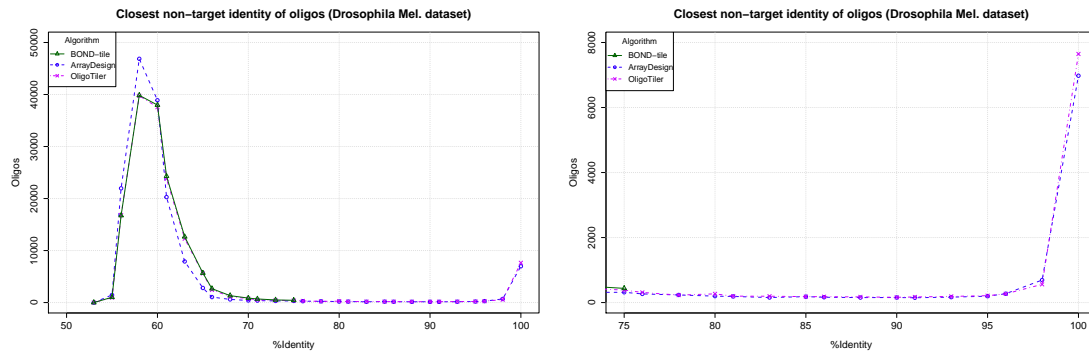 Closest non−target identity of oligos (Drosophila Mel. dataset)
Algorithm
BOND−tile
ArrayDesign
OligoTiler
Oligos
50000
40000
30000
20000
10000
0
50 60 70 80 90 100
%Identity
Closest non−target identity of oligos (Drosophila Mel. dataset)
Algorithm
BOND−tile
ArrayDesign
OligoTiler
Oligos
8000
6000
4000
2000
0
75 80 85 90 95 100
%Identity